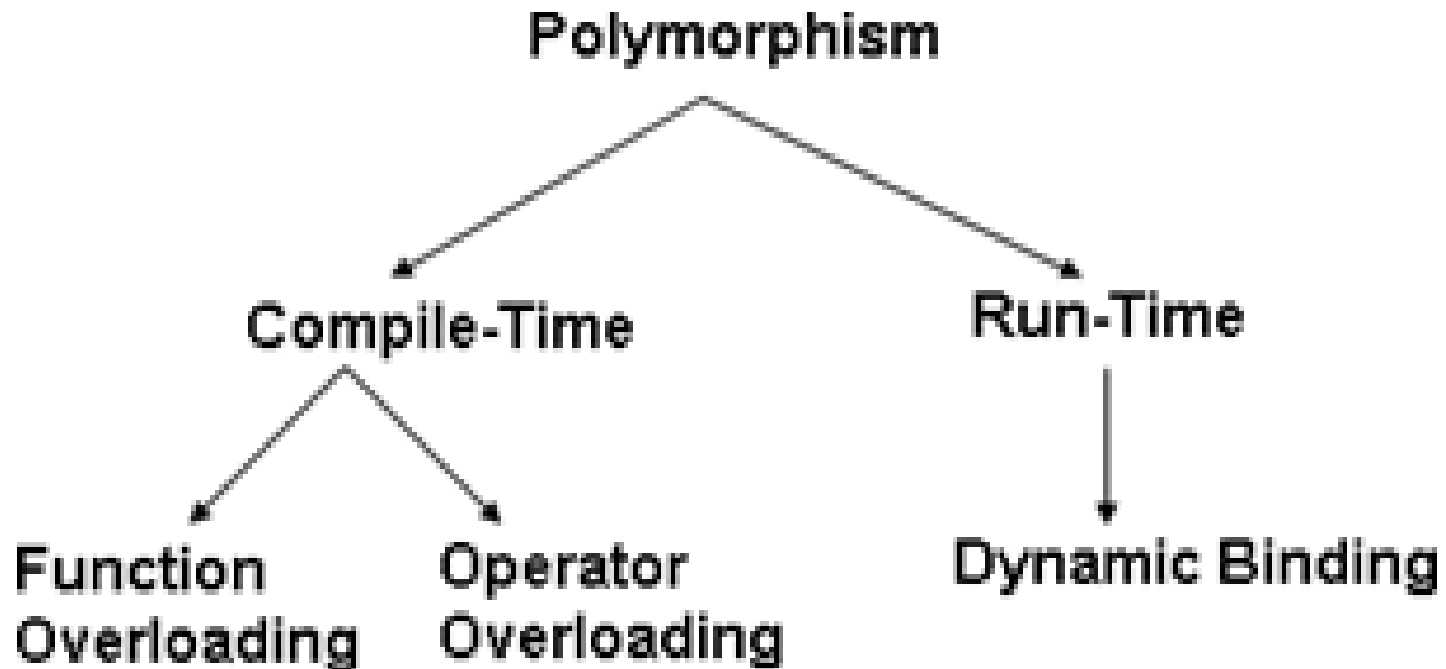 Polymorphism
Compile-Time
Run-Time
Function
Overloading
Operator
Overloading
Dynamic Binding